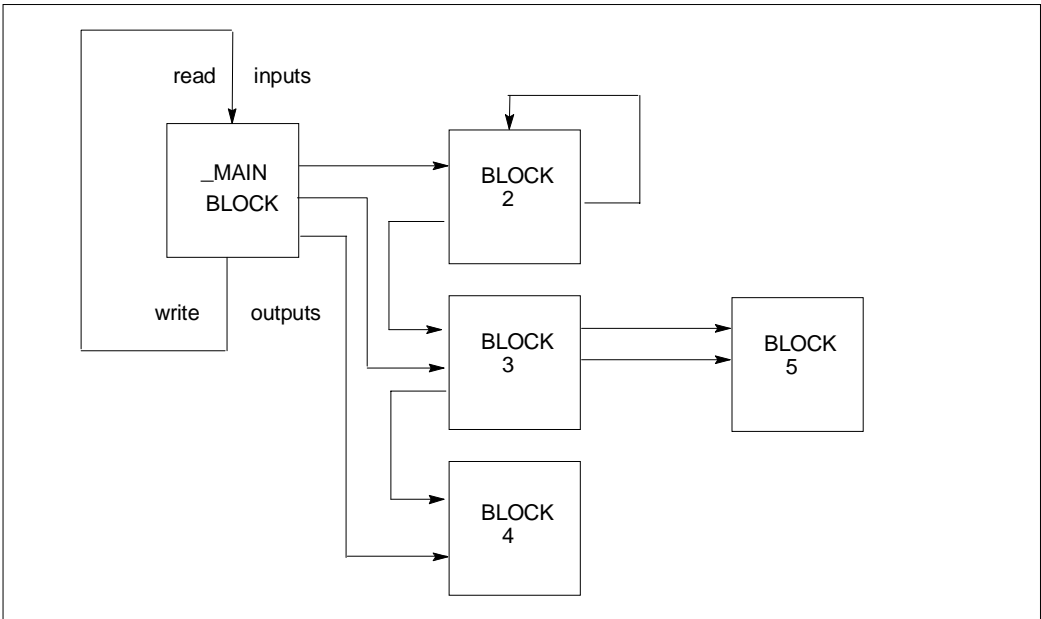 read inputs
_MAIN
BLOCK
write outputs
BLOCK
2
BLOCK
3
BLOCK
4
BLOCK
5